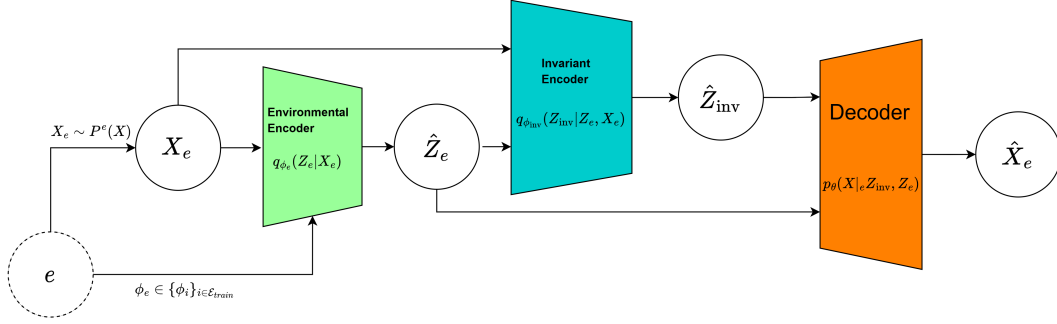 X_e ∼ P^e(X)
X_e
Environmental
Encoder
q_{ϕ_e}(Z_e|X_e)
Ẑ_e
Invariant
Encoder
q_{ϕ_inv}(Z_inv|Z_e, X_e)
Ẑ_inv
Decoder
p_θ(X|_e Z_inv, Z_e)
X̂_e
e
ϕ_e ∈ {ϕ_i}_{i∈ℰ_train}